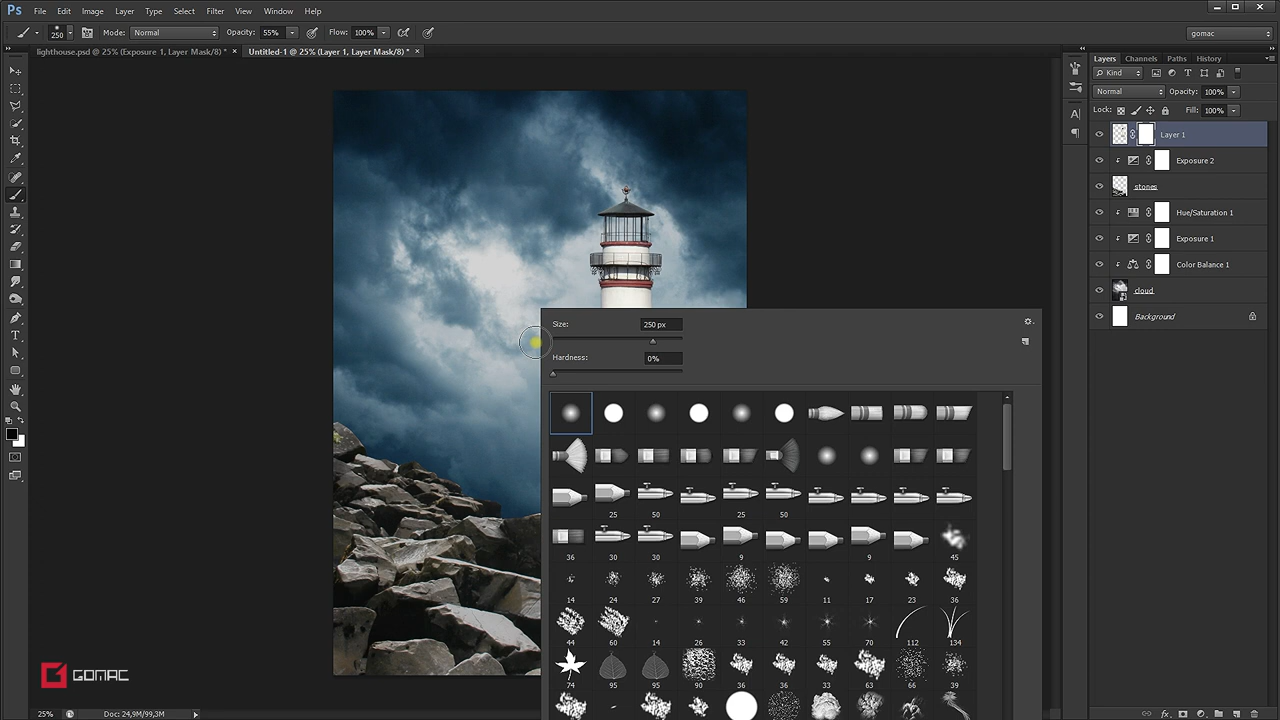 Ps File Edit Image Layer Type Select Filter View Window Help
250 Mode: Normal Opacity: 55% Flow: 100% gomac
lighthouse.psd @ 25% (Exposure 1, Layer Mask/8) * × Untitled-1 @ 25% (Layer 1, Layer Mask/8) * ×
Layers Channels Paths History
Kind
Normal Opacity: 100%
Lock: Fill: 100%
Layer 1
Exposure 2
stones
Hue/Saturation 1
Exposure 1
Color Balance 1
cloud
Background
Size: 250 px
Hardness: 0%
25 50 25 50
36 30 30 9 9 45
14 24 27 39 46 59 11 17 23 36
44 60 14 26 33 42 55 70 112 134
74 95 95 90 36 36 33 63 66 39
GOMAC
25% Doc: 24,9M/99,3M